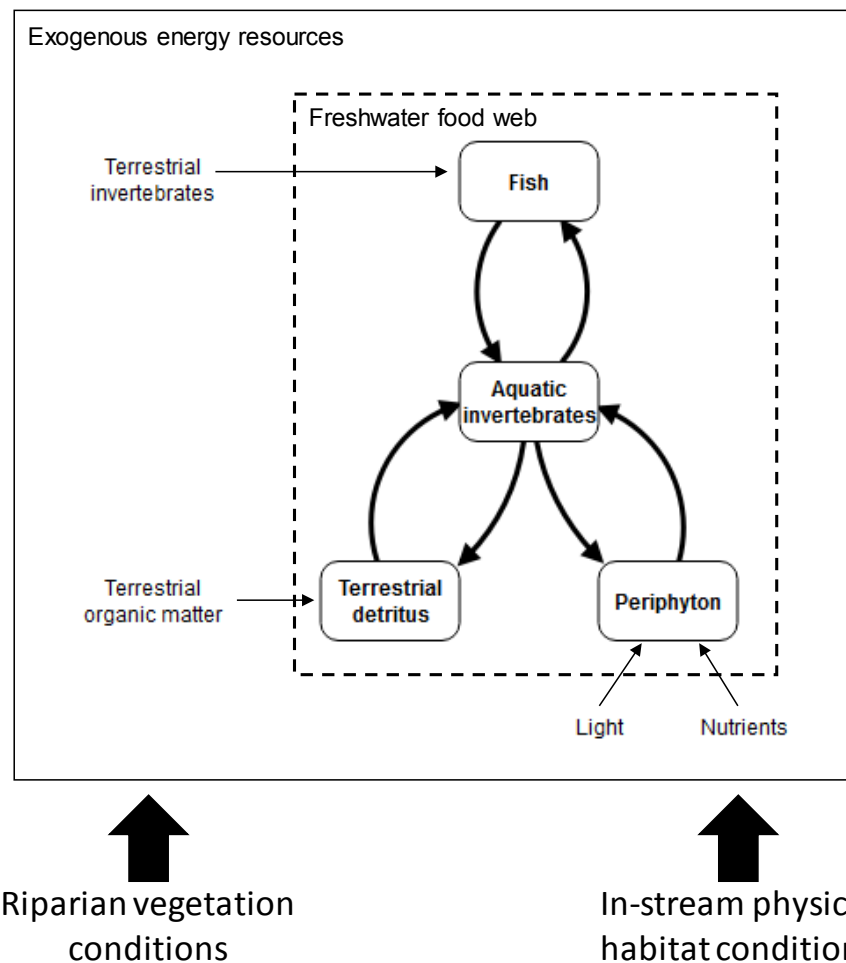 Exogenous energy resources
Freshwater food web
Terrestrial
invertebrates
Fish
Aquatic
invertebrates
Terrestrial
organic matter
Terrestrial
detritus
Periphyton
Light
Nutrients
Riparian vegetation
conditions
In-stream physic
habitat condition